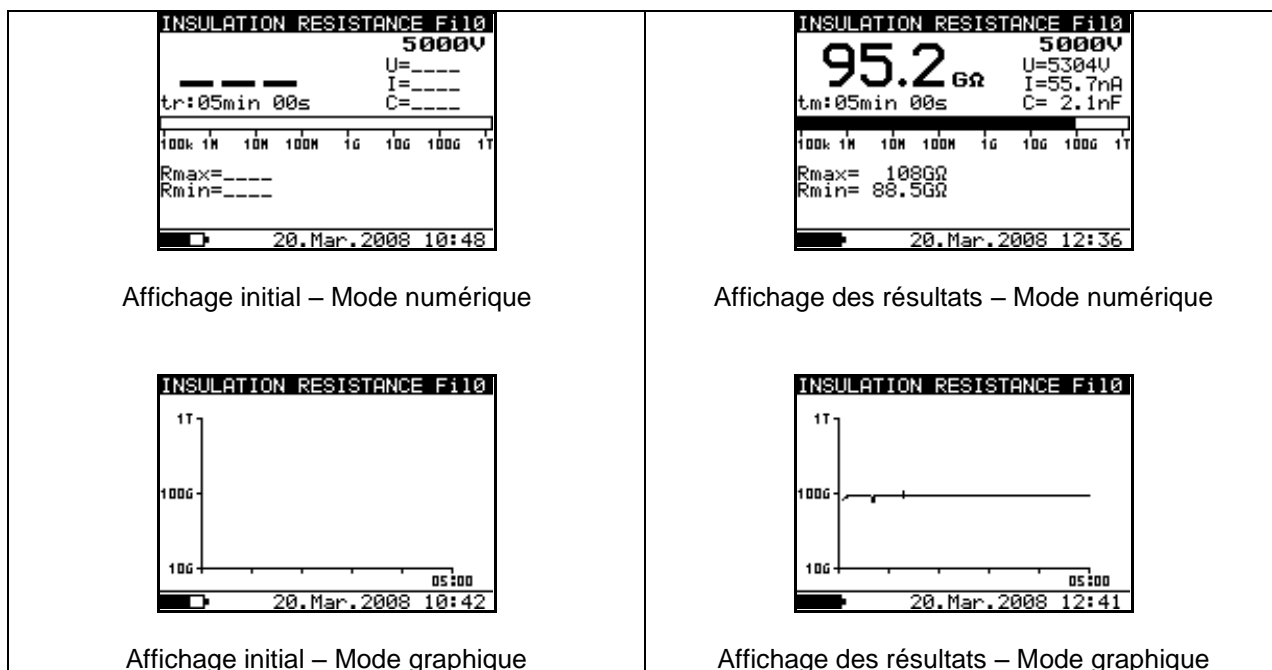 INSULATION RESISTANCE Fil0
5000V
U=____
I=____
tr:05min 00s C=____
100k 1M 10M 100M 1G 10G 100G 1T
Rmax=____
Rmin=____
20.Mar.2008 10:48
Affichage initial – Mode numérique
INSULATION RESISTANCE Fil0
5000V
95.2 GΩ U=5304V
I=55.7nA
tm:05min 00s C= 2.1nF
100k 1M 10M 100M 1G 10G 100G 1T
Rmax= 108GΩ
Rmin= 88.5GΩ
20.Mar.2008 12:36
Affichage des résultats – Mode numérique
INSULATION RESISTANCE Fil0
1T
100G
10G
05:00
20.Mar.2008 10:42
Affichage initial – Mode graphique
INSULATION RESISTANCE Fil0
1T
100G
10G
05:00
20.Mar.2008 12:41
Affichage des résultats – Mode graphique